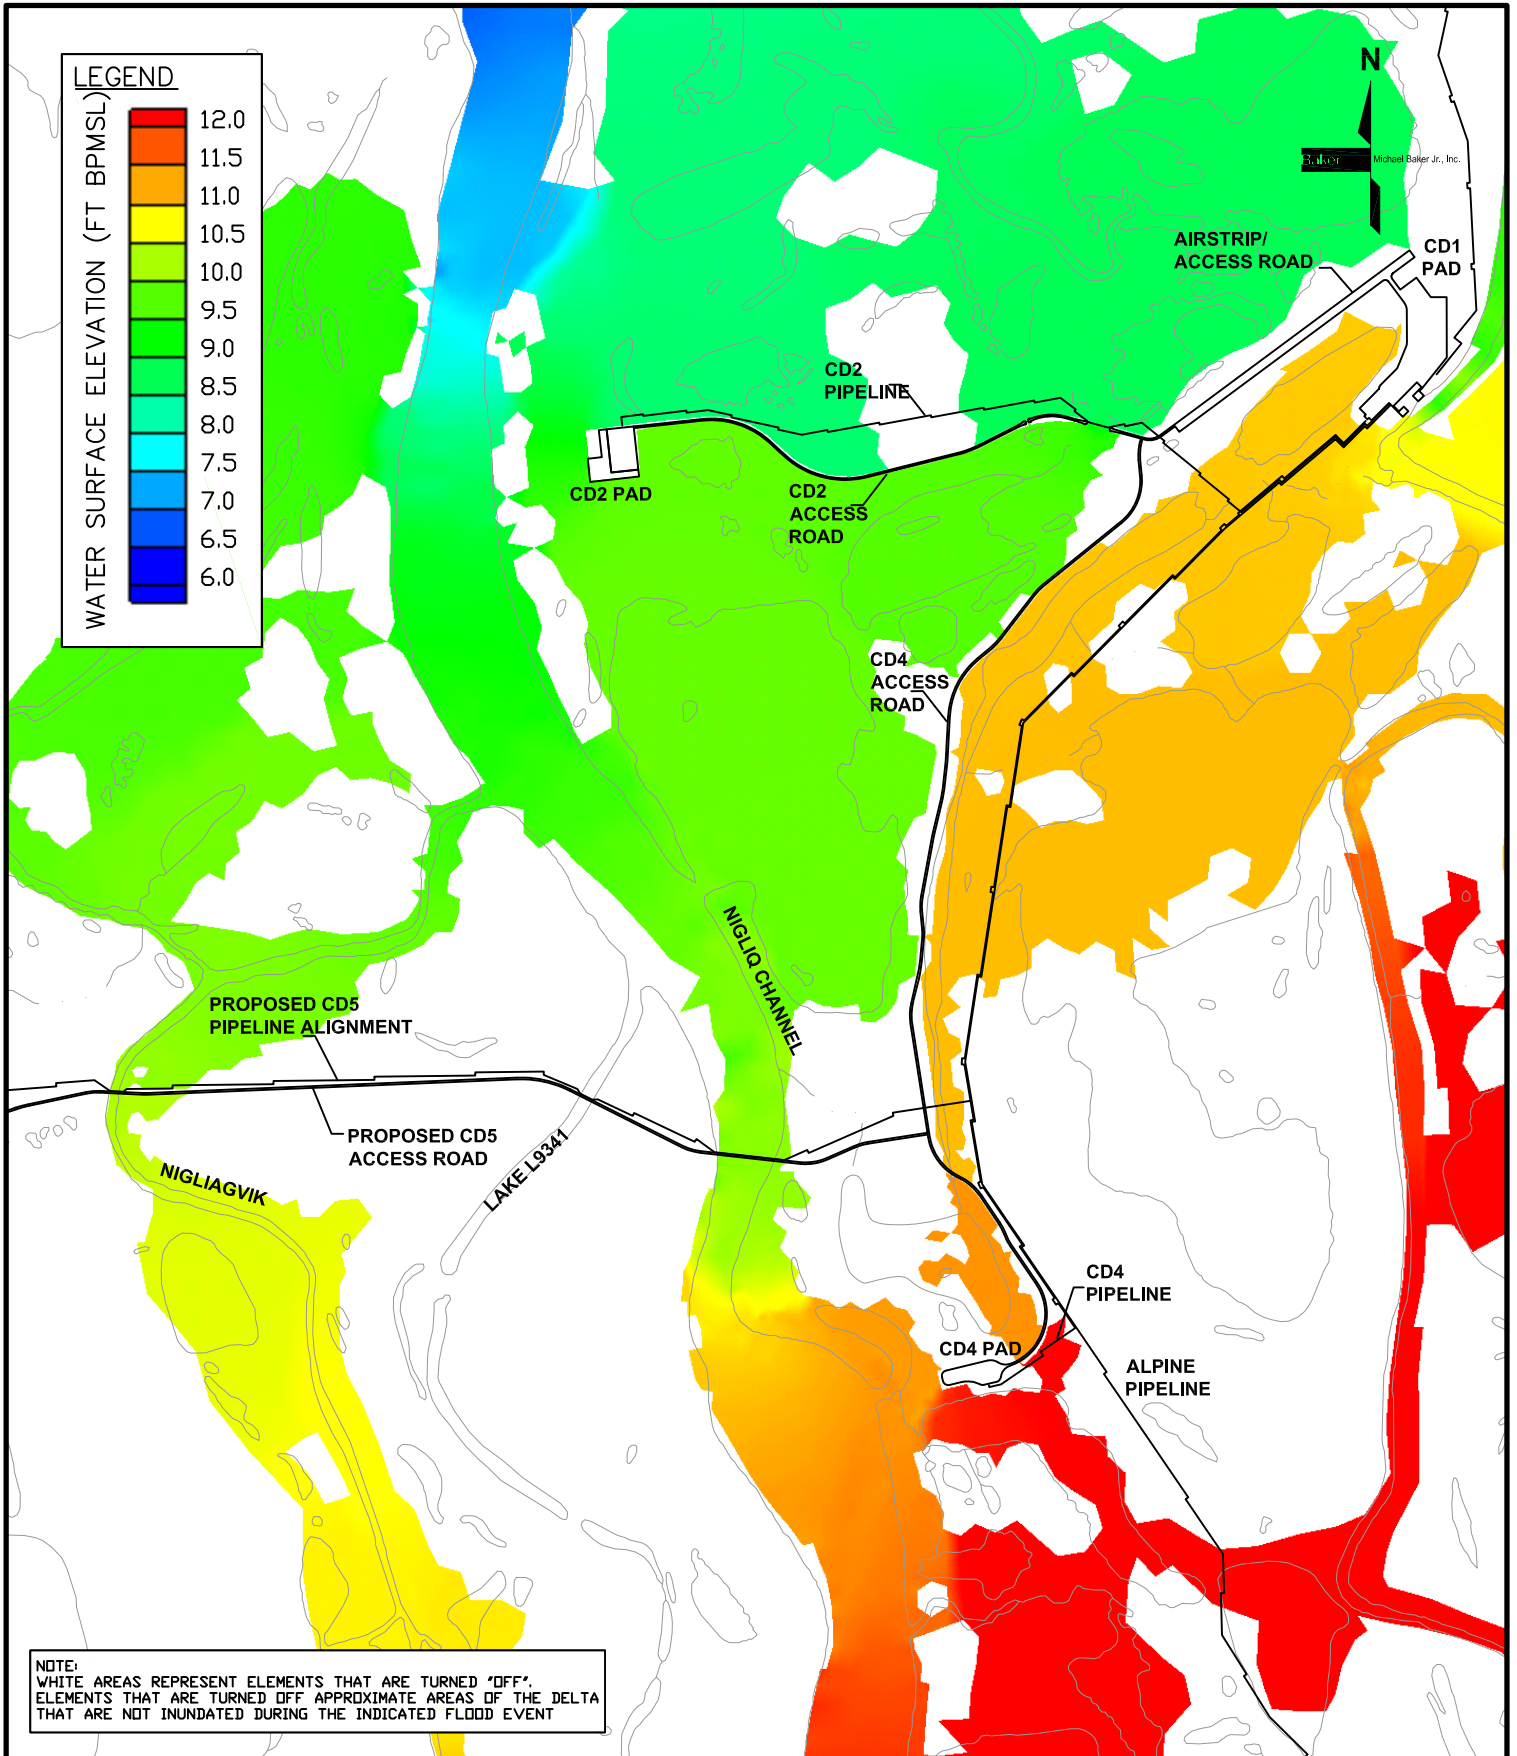 LEGEND
WATER SURFACE ELEVATION (FT BPMSL)
12.0
11.5
11.0
10.5
10.0
9.5
9.0
8.5
8.0
7.5
7.0
6.5
6.0
N
Baker
Michael Baker Jr., Inc.
AIRSTRIP/
ACCESS ROAD
CD1
PAD
CD2
PIPELINE
CD2 PAD
CD2
ACCESS
ROAD
CD4
ACCESS
ROAD
NIGLIQ CHANNEL
PROPOSED CD5
PIPELINE ALIGNMENT
PROPOSED CD5
ACCESS ROAD
LAKE L9341
NIGLIAGVIK
CD4
PIPELINE
CD4 PAD
ALPINE
PIPELINE
NOTE:
WHITE AREAS REPRESENT ELEMENTS THAT ARE TURNED "OFF".
ELEMENTS THAT ARE TURNED OFF APPROXIMATE AREAS OF THE DELTA
THAT ARE NOT INUNDATED DURING THE INDICATED FLOOD EVENT